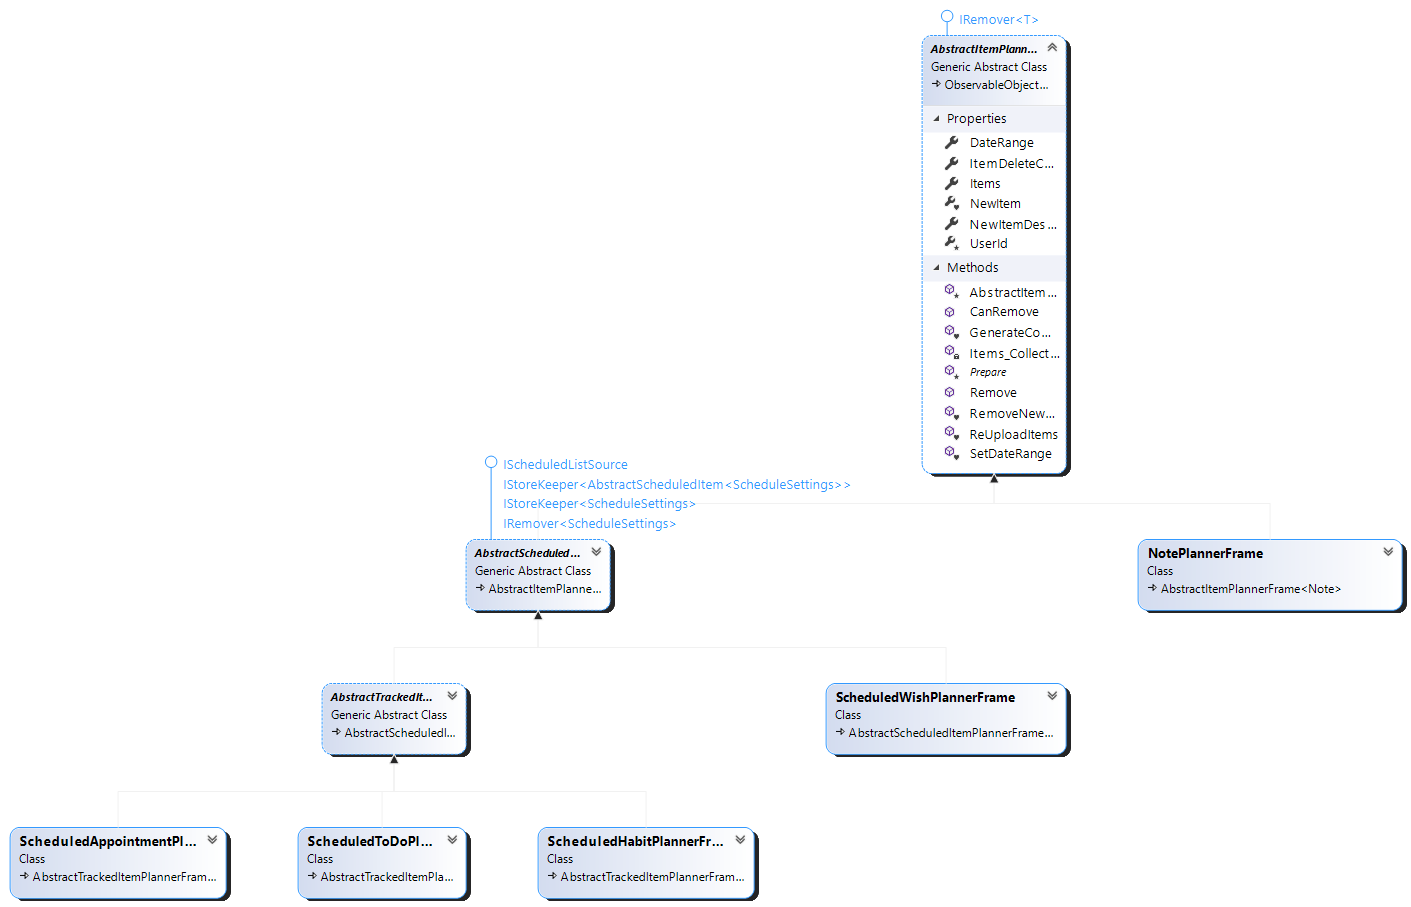 IRemover<T>
AbstractItemPlann...
Generic Abstract Class
ObservableObject...
Properties
DateRange
ItemDeleteC...
Items
NewItem
NewItemDes...
UserId
Methods
AbstractItem...
CanRemove
GenerateCo...
Items_Collect...
Prepare
Remove
RemoveNew...
ReUploadItems
SetDateRange
IScheduledListSource
IStoreKeeper<AbstractScheduledItem<ScheduleSettings>>
IStoreKeeper<ScheduleSettings>
IRemover<ScheduleSettings>
AbstractScheduled...
Generic Abstract Class
AbstractItemPlanne...
NotePlannerFrame
Class
AbstractItemPlannerFrame<Note>
AbstractTrackedIt...
Generic Abstract Class
AbstractScheduledI...
ScheduledWishPlannerFrame
Class
AbstractScheduledItemPlannerFrame...
ScheduledAppointmentPl...
Class
AbstractTrackedItemPlannerFram...
ScheduledToDoPl...
Class
AbstractTrackedItemPla...
ScheduledHabitPlannerFr...
Class
AbstractTrackedItemPlannerFram...